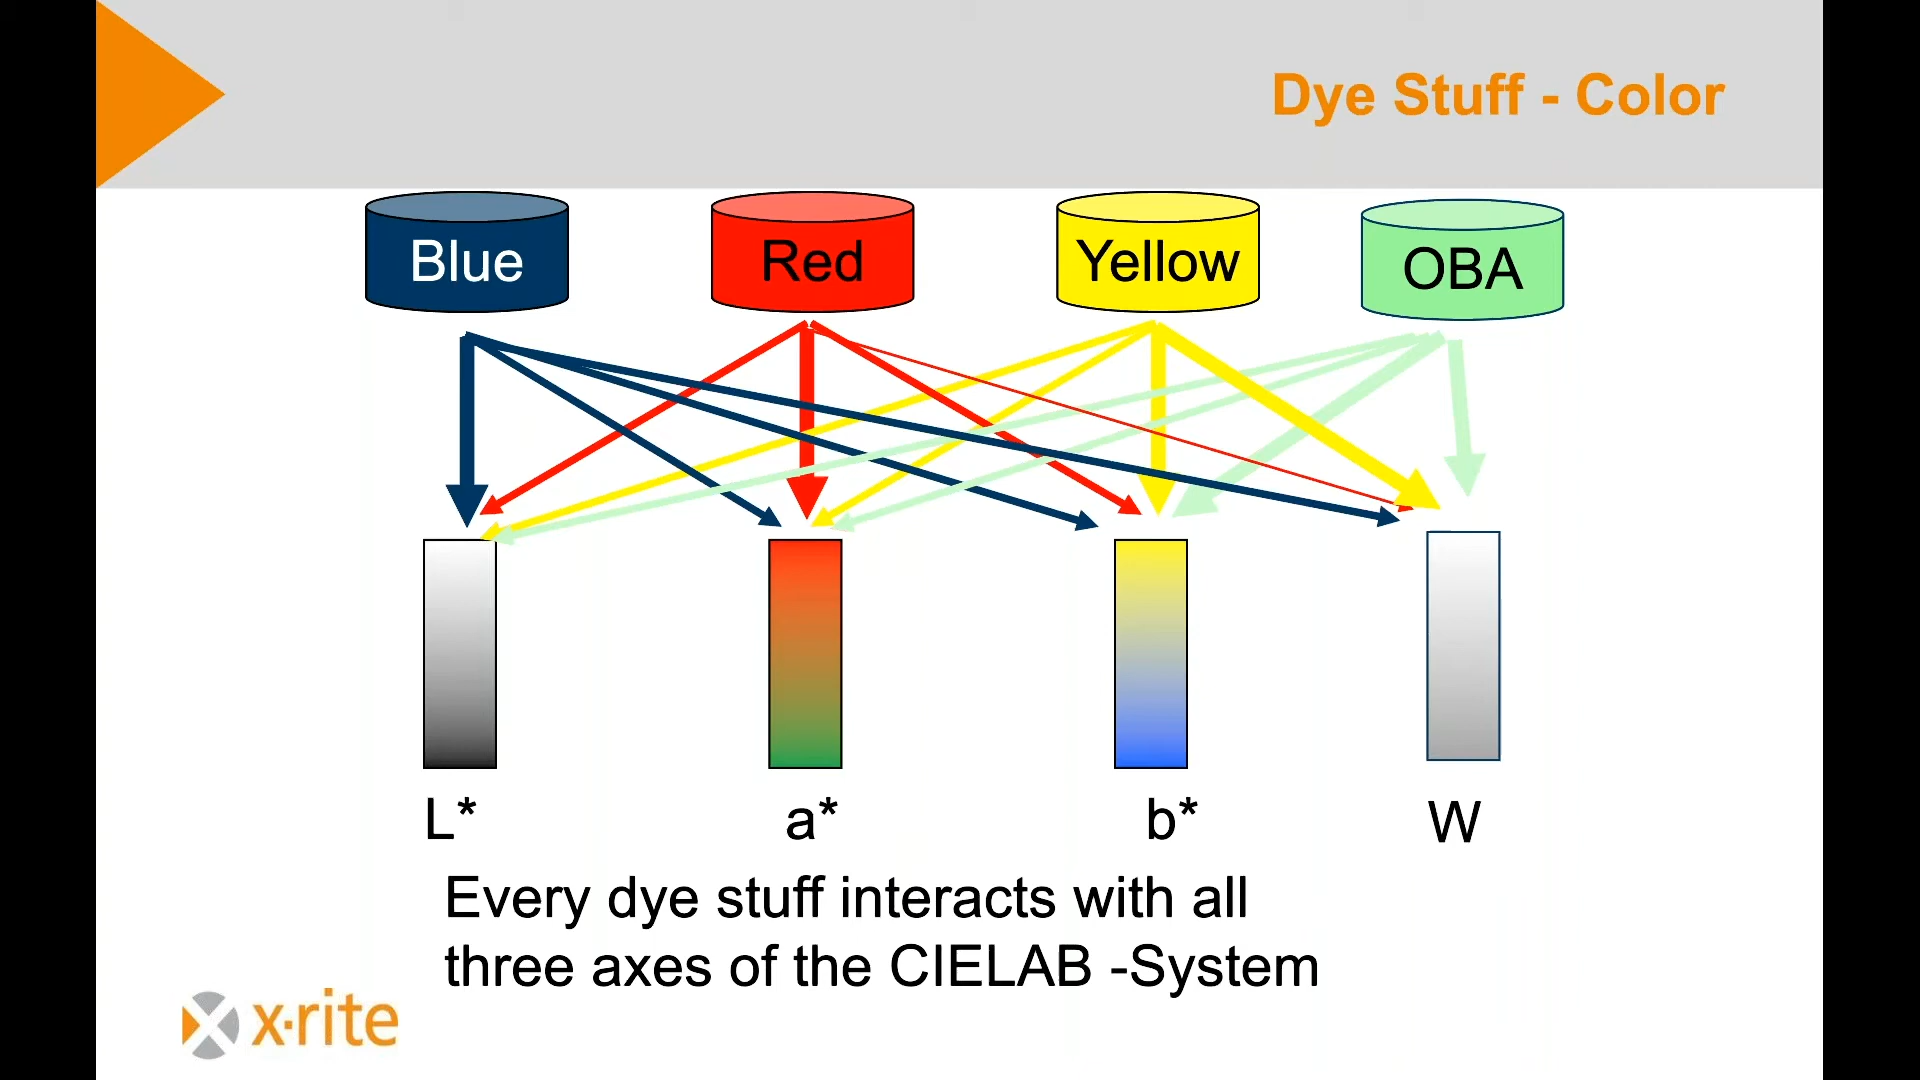 Dye Stuff - Color
Blue
Red
Yellow
OBA
L*
a*
b*
W
Every dye stuff interacts with all
three axes of the CIELAB -System
x·rite